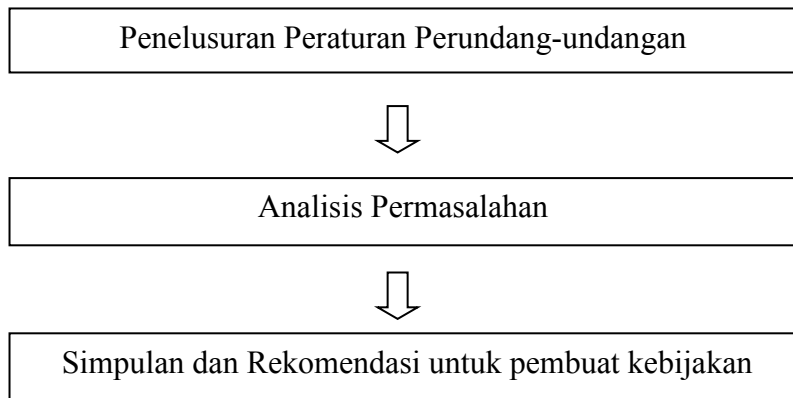 Penelusuran Peraturan Perundang-undangan
Analisis Permasalahan
Simpulan dan Rekomendasi untuk pembuat kebijakan